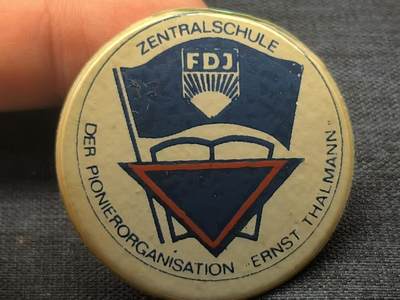 ZENTRALSCHULE
FDJ
DER PIONIERORGANISATION „ERNST THÄLMANN"